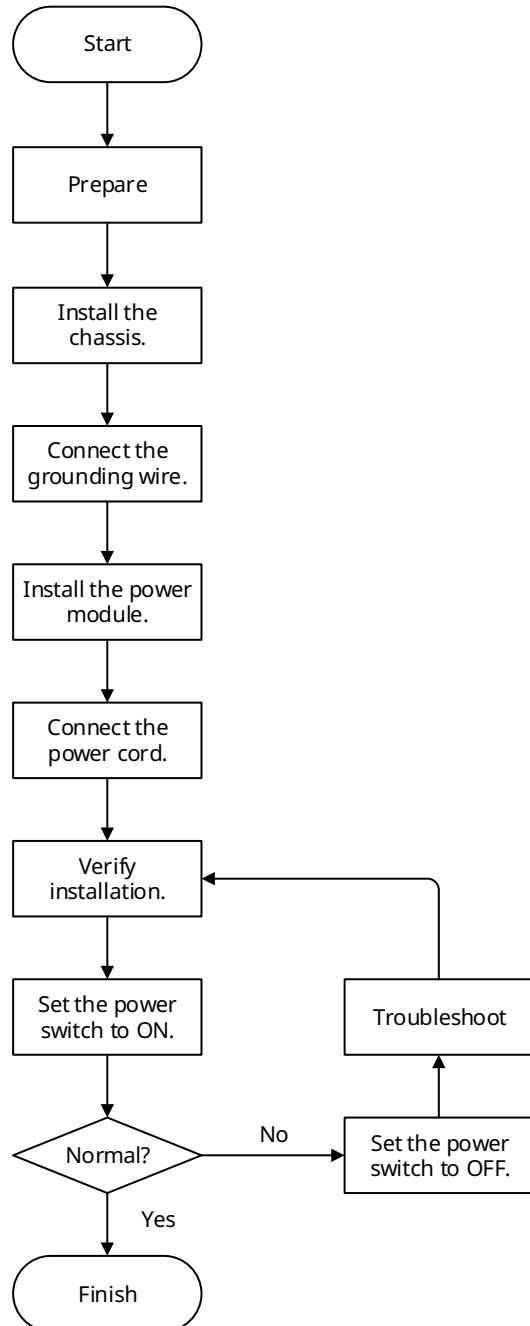 Start
Prepare
Install the
chassis.
Connect the
grounding wire.
Install the power
module.
Connect the
power cord.
Verify
installation.
Set the power
switch to ON.
Troubleshoot
Normal?
No
Set the power
switch to OFF.
Yes
Finish